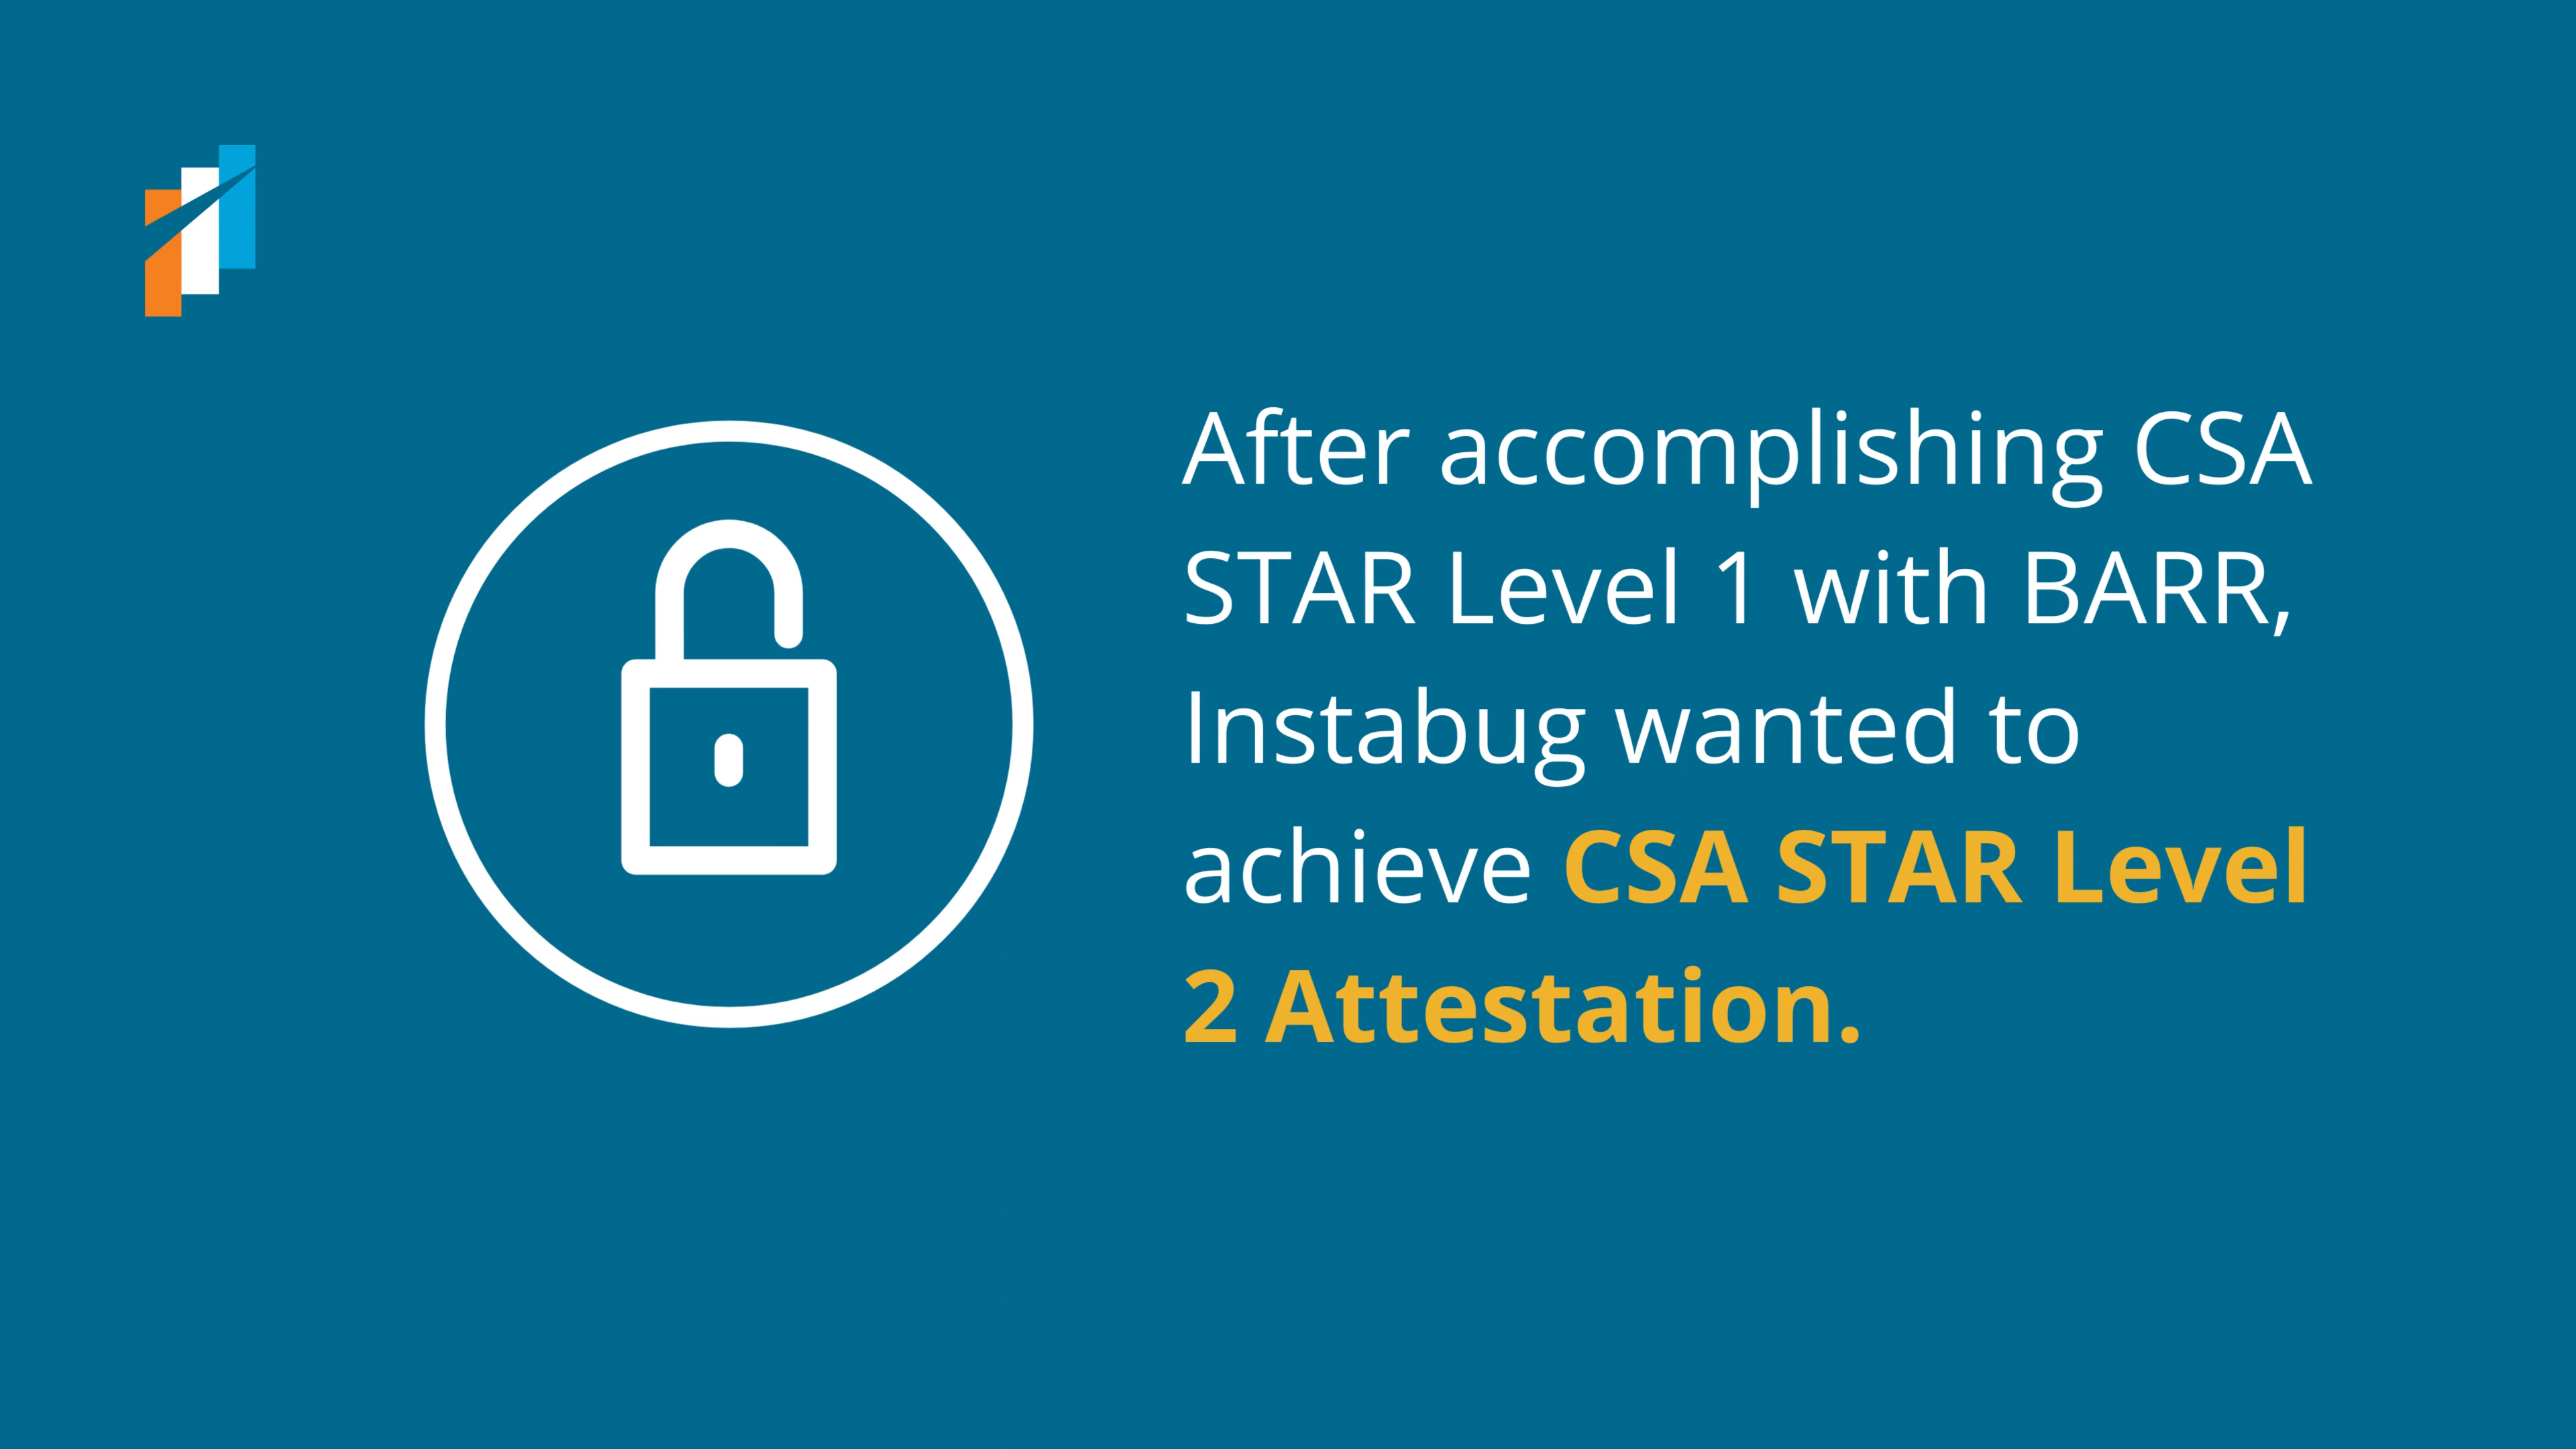 After accomplishing CSA
STAR Level 1 with BARR,
Instabug wanted to
achieve CSA STAR Level
2 Attestation.